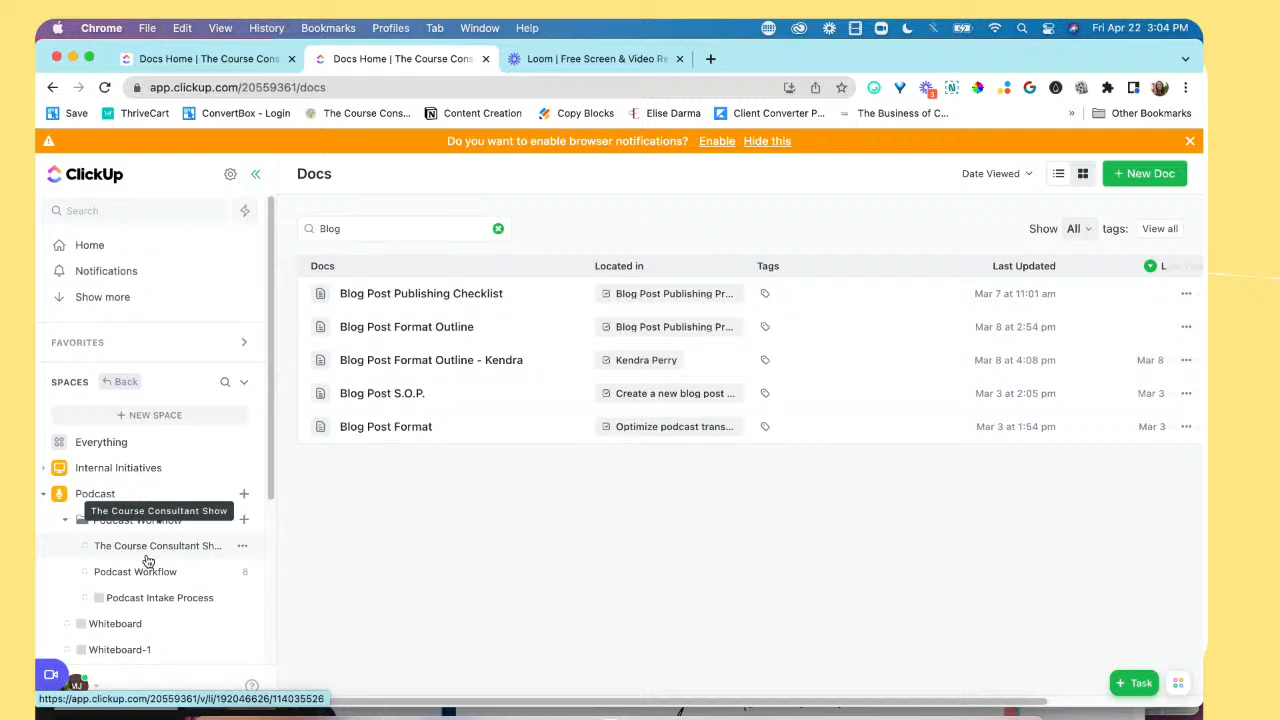 Chrome File Edit View History Bookmarks Profiles Tab Window Help Fri Apr 22 3:04 PM
Docs Home | The Course Cons Docs Home | The Course Cons Loom | Free Screen & Video Re
app.clickup.com/20559361/docs
3
Save ThriveCart ConvertBox - Login The Course Cons... Content Creation Copy Blocks Elise Darma Client Converter P... The Business of C... » Other Bookmarks
Do you want to enable browser notifications? Enable Hide this
ClickUp
Docs
Date Viewed
+ New Doc
Search
Blog
Show All tags: View all
Home
Notifications
Show more
FAVORITES
SPACES Back
+ NEW SPACE
Everything
Internal Initiatives
Podcast
The Course Consultant Show
Podcast Workflow
The Course Consultant Sh...
Podcast Workflow 8
Podcast Intake Process
Whiteboard
Whiteboard-1
MJ
Docs Located in Tags Last Updated L
Blog Post Publishing Checklist Blog Post Publishing Pr... Mar 7 at 11:01 am
Blog Post Format Outline Blog Post Publishing Pr... Mar 8 at 2:54 pm
Blog Post Format Outline - Kendra Kendra Perry Mar 8 at 4:08 pm Mar 8
Blog Post S.O.P. Create a new blog post ... Mar 3 at 2:05 pm Mar 3
Blog Post Format Optimize podcast trans... Mar 3 at 1:54 pm Mar 3
+ Task
https://app.clickup.com/20559361/v/li/192046626/114035526